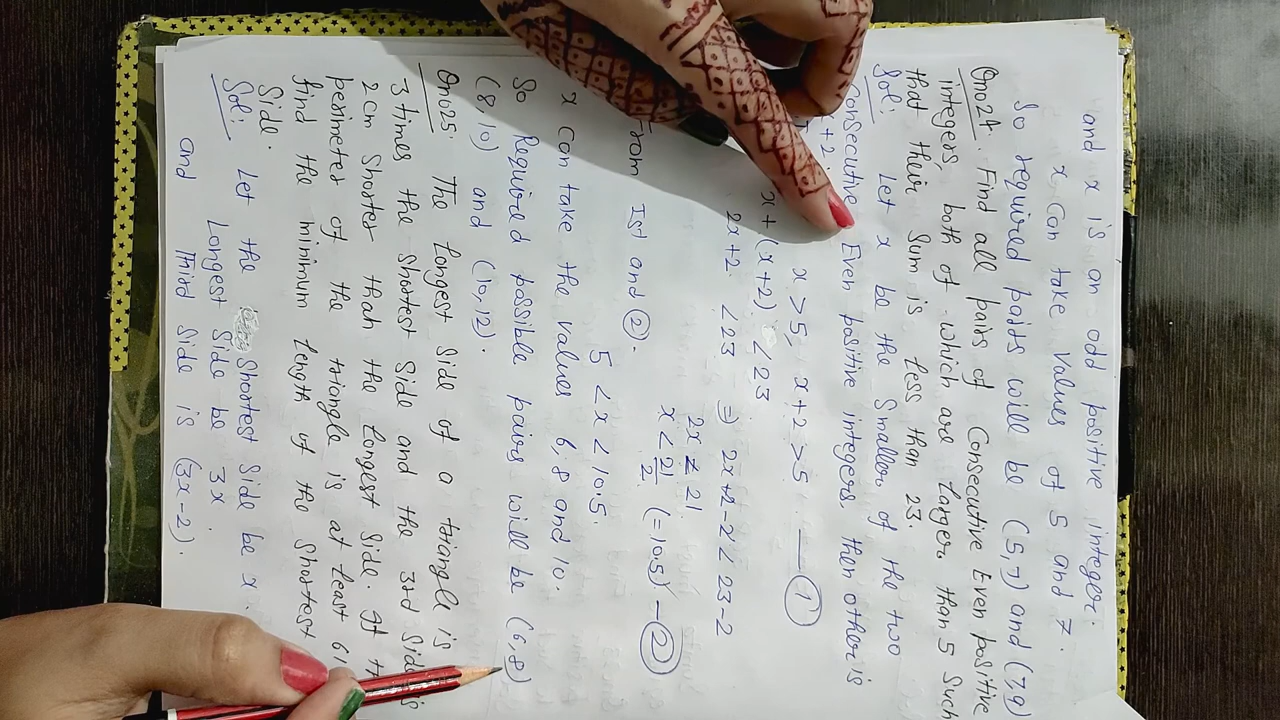 and x is an odd positive integer.
x can take values of 5 and 7.
So required pairs will be (5,7) and (7,9)
Qno24. Find all pairs of Consecutive Even positive
integers, both of which are larger than 5 such
that their Sum is less than 23.
Sol: Let x be the Smaller of the two
Consecutive Even positive integers. then other is
x+2
x > 5, x+2 > 5 — ①
x + (x+2) < 23
2x+2 < 23 ⇒ 2x+2-2 < 23-2
2x < 21
x < 21/2 (= 10.5) — ②
From Ist and ②.
5 < x < 10.5.
x can take the values 6, 8 and 10.
So Required possible pairs will be (6,8)
(8,10) and (10,12).
Qno25. The Longest Side of a triangle is
3 times the Shortest Side and the 3rd Side is
2cm Shorter than the Longest Side. If
perimeter of the triangle is at least
find the minimum Length of the Shortest
Side.
Sol: Let the Shortest Side be x.
Longest Side be 3x.
and Third Side is (3x-2).